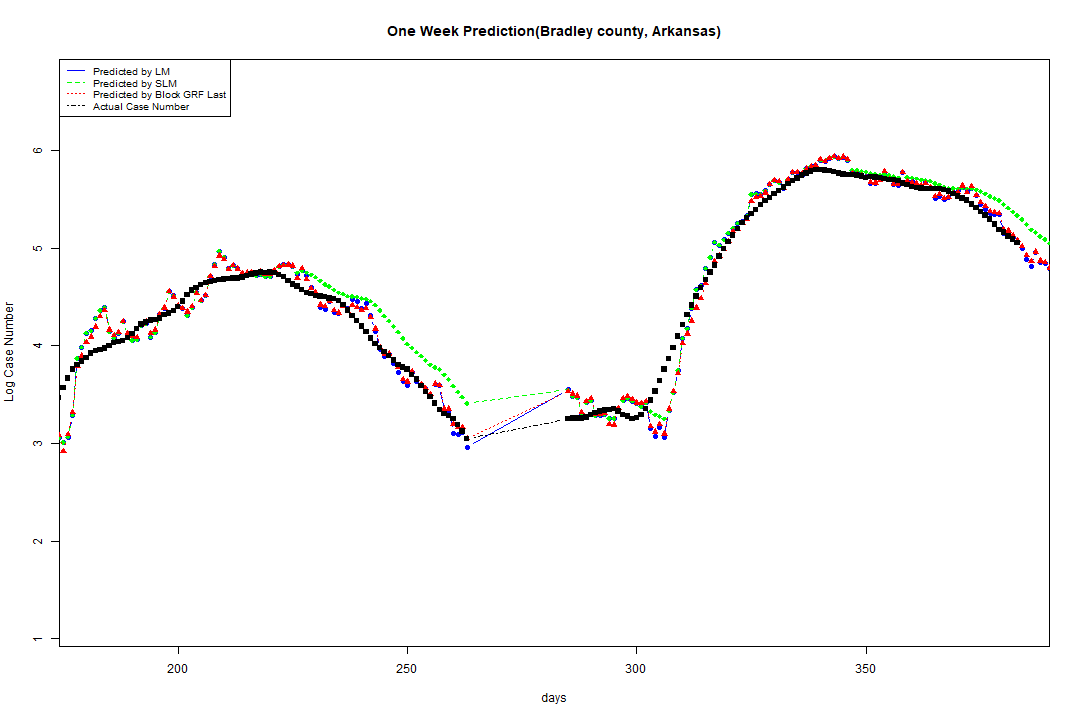 One Week Prediction(Bradley county, Arkansas)
Predicted by LM
Predicted by SLM
Predicted by Block GRF Last
Actual Case Number
6
5
4
3
2
1
Log Case Number
200 250 300 350
days